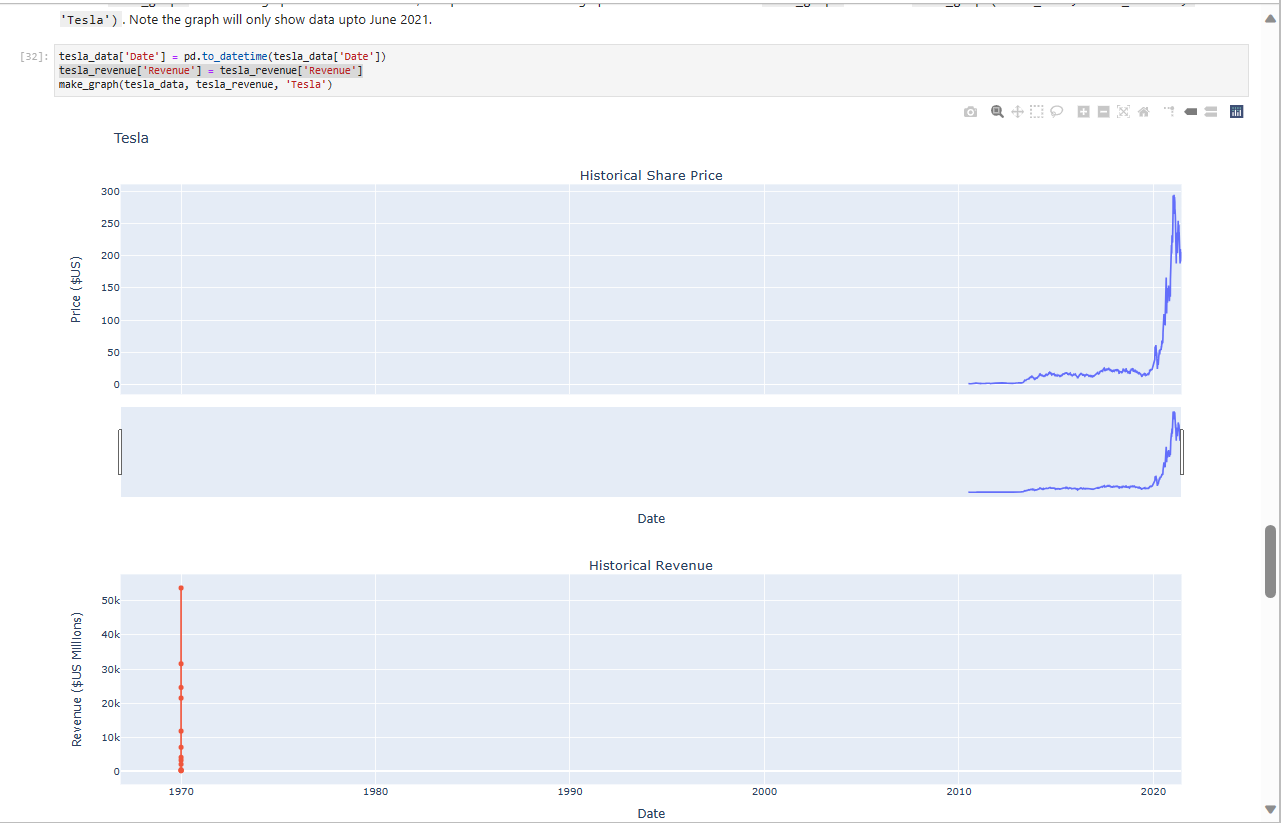 'Tesla') . Note the graph will only show data upto June 2021.
[32]: tesla_data['Date'] = pd.to_datetime(tesla_data['Date'])
tesla_revenue['Revenue'] = tesla_revenue['Revenue']
make_graph(tesla_data, tesla_revenue, 'Tesla')
Tesla
Historical Share Price
300
250
200
150
100
50
0
Price ($US)
Date
Historical Revenue
50k
40k
30k
20k
10k
0
Revenue ($US Millions)
1970 1980 1990 2000 2010 2020
Date